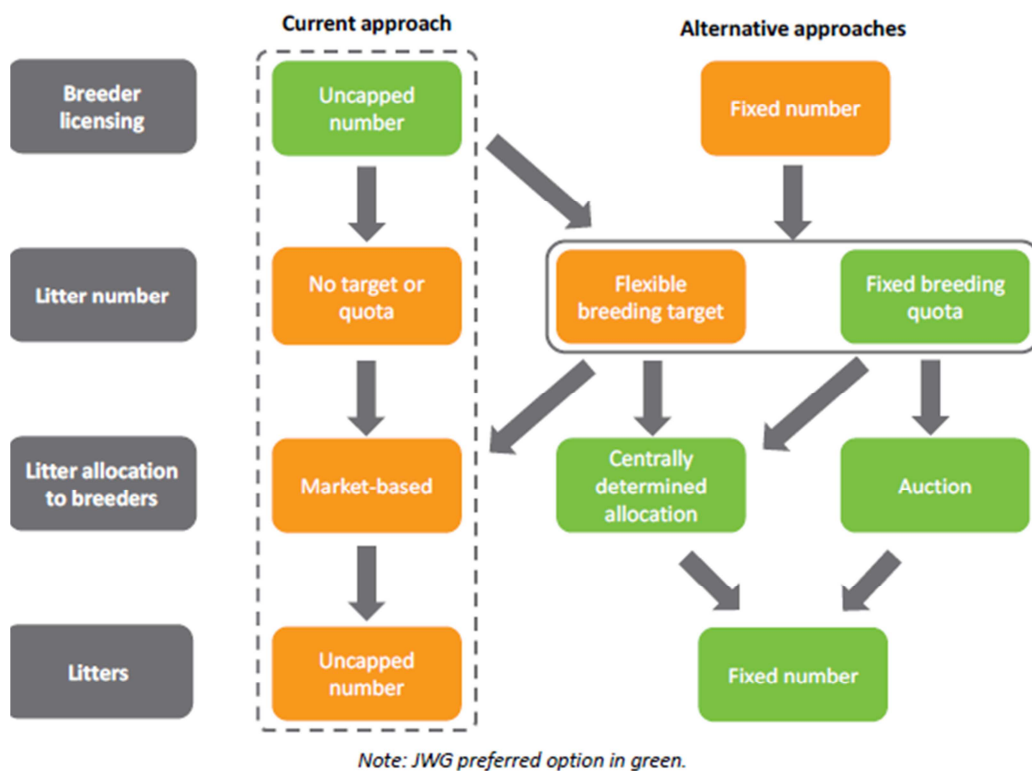 Current approach
Alternative approaches
Breeder
licensing
Uncapped
number
Fixed number
Litter number
No target or
quota
Flexible
breeding target
Fixed breeding
quota
Litter allocation
to breeders
Market-based
Centrally
determined
allocation
Auction
Litters
Uncapped
number
Fixed number
Note: JWG preferred option in green.